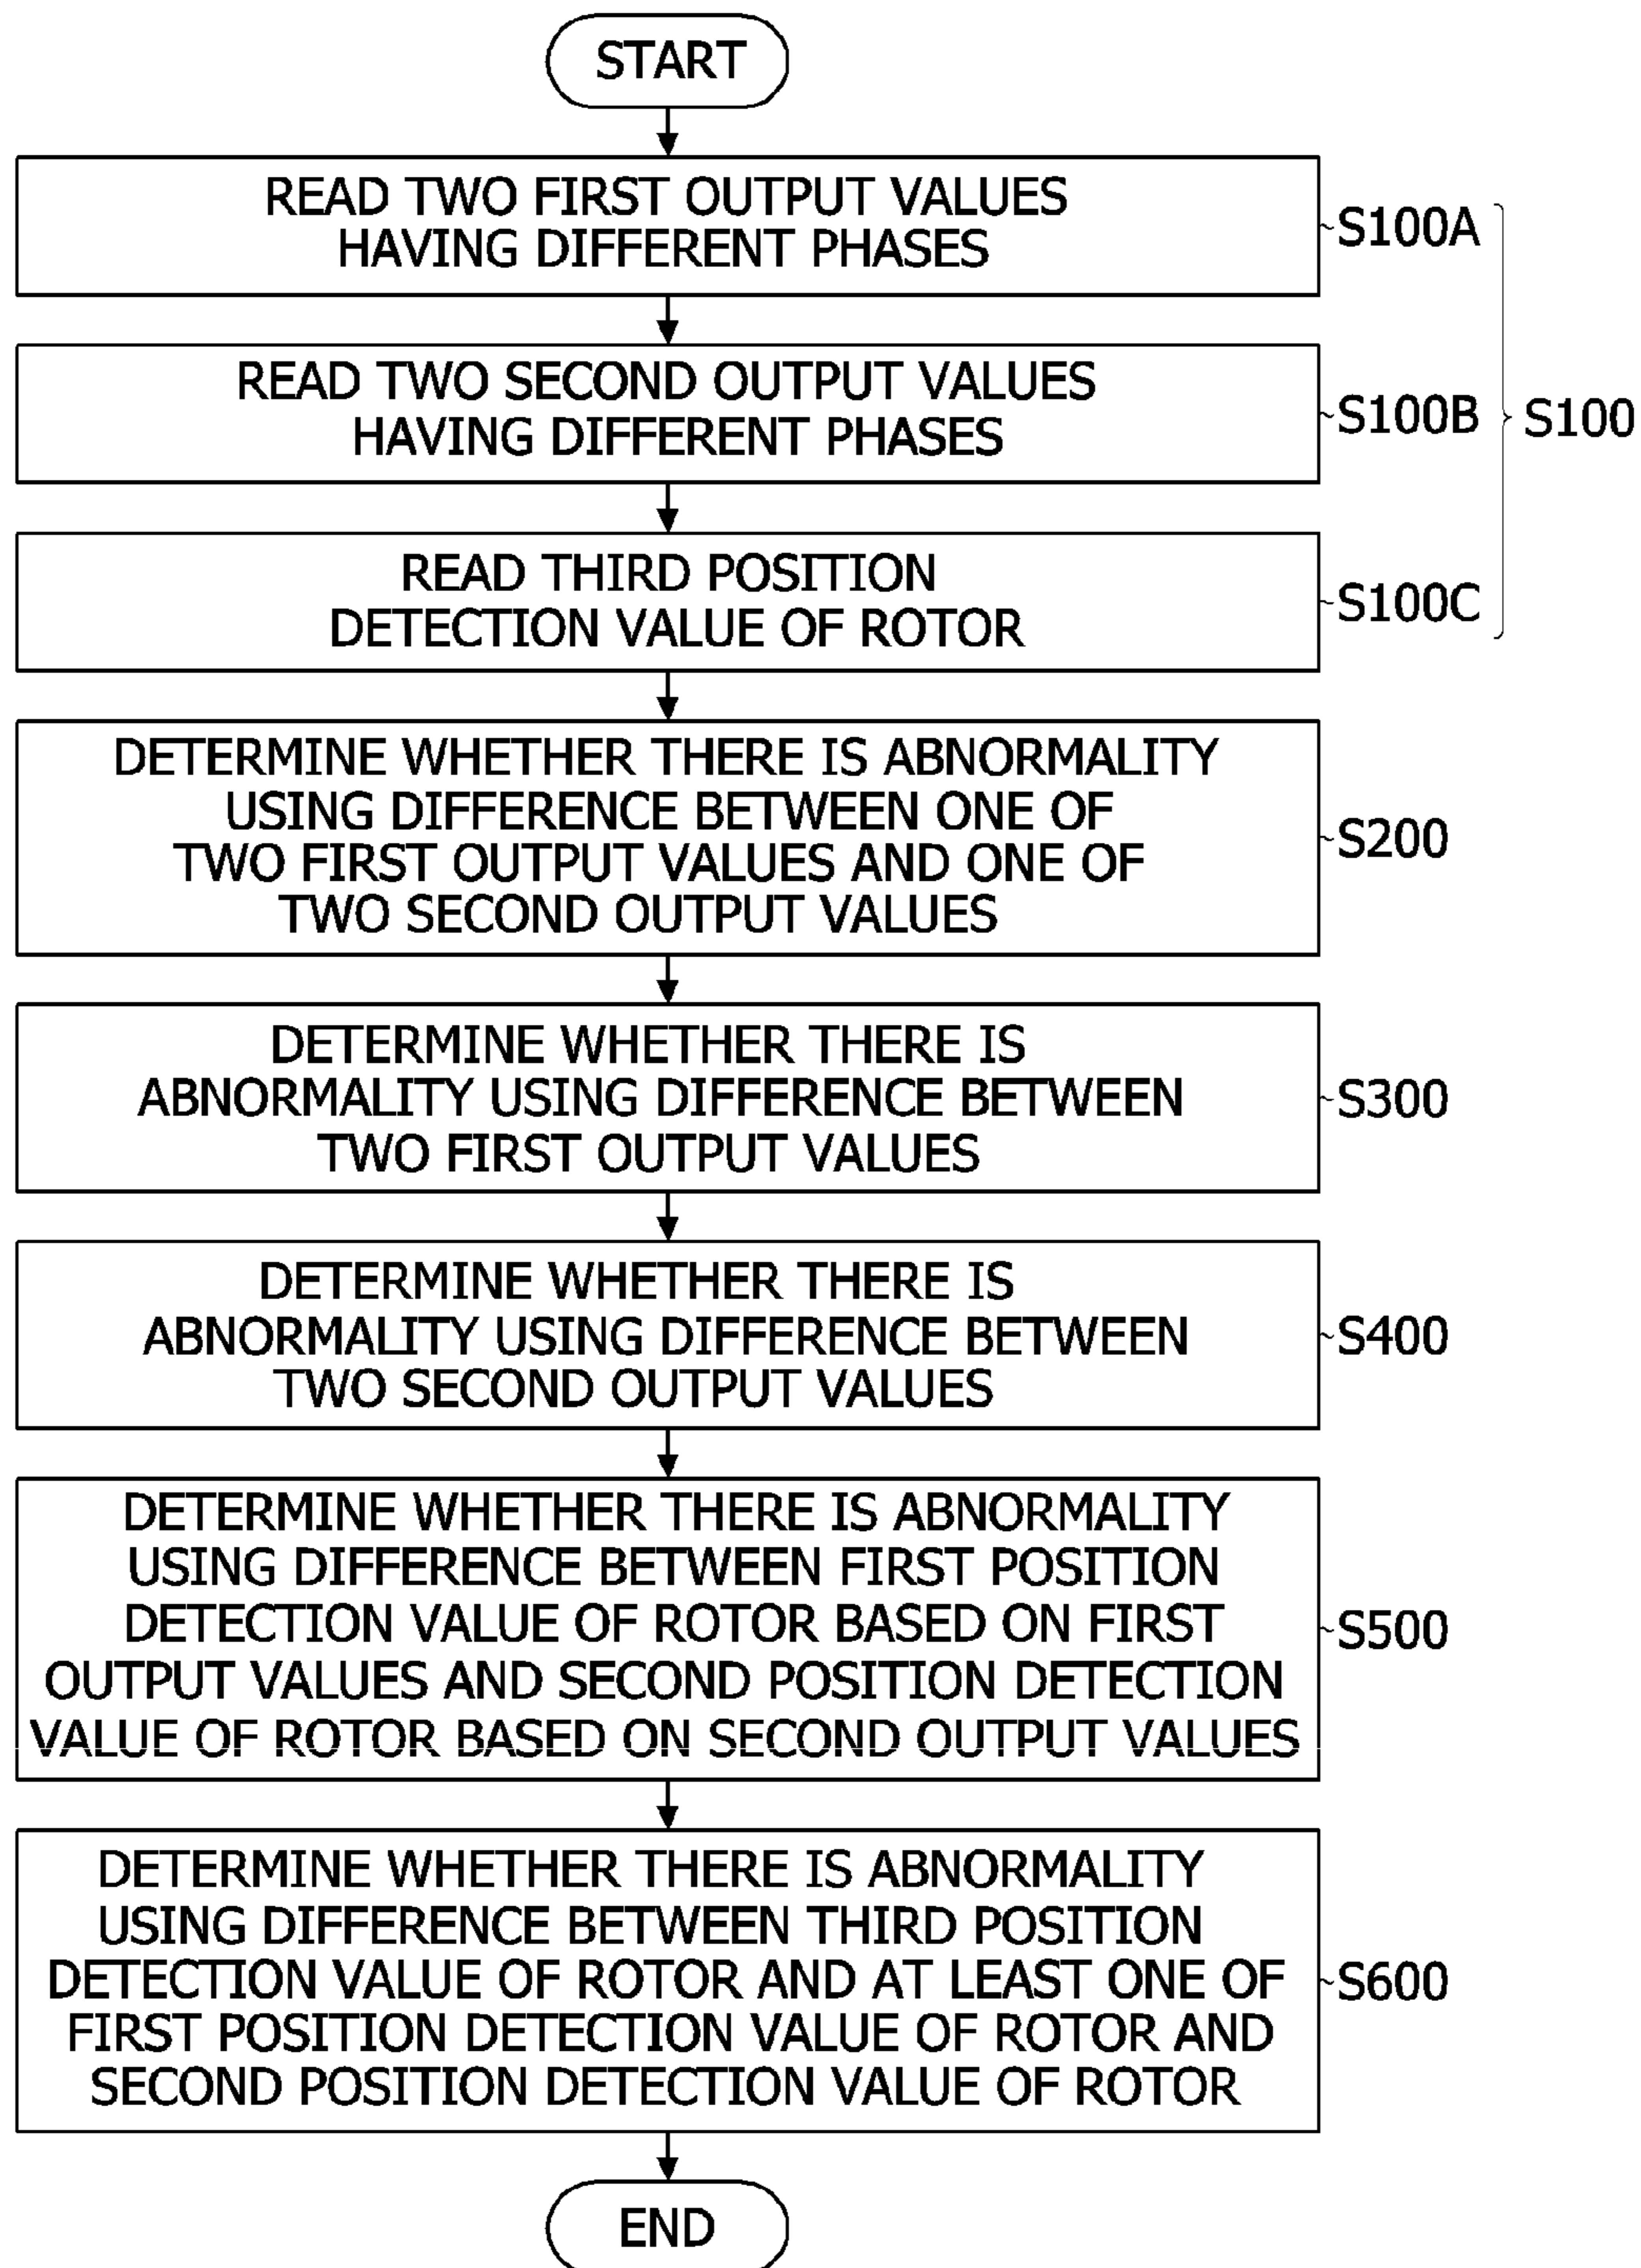 START
READ TWO FIRST OUTPUT VALUES
HAVING DIFFERENT PHASES
S100A
READ TWO SECOND OUTPUT VALUES
HAVING DIFFERENT PHASES
S100B
S100
READ THIRD POSITION
DETECTION VALUE OF ROTOR
S100C
DETERMINE WHETHER THERE IS ABNORMALITY
USING DIFFERENCE BETWEEN ONE OF
TWO FIRST OUTPUT VALUES AND ONE OF
TWO SECOND OUTPUT VALUES
S200
DETERMINE WHETHER THERE IS
ABNORMALITY USING DIFFERENCE BETWEEN
TWO FIRST OUTPUT VALUES
S300
DETERMINE WHETHER THERE IS
ABNORMALITY USING DIFFERENCE BETWEEN
TWO SECOND OUTPUT VALUES
S400
DETERMINE WHETHER THERE IS ABNORMALITY
USING DIFFERENCE BETWEEN FIRST POSITION
DETECTION VALUE OF ROTOR BASED ON FIRST
OUTPUT VALUES AND SECOND POSITION DETECTION
VALUE OF ROTOR BASED ON SECOND OUTPUT VALUES
S500
DETERMINE WHETHER THERE IS ABNORMALITY
USING DIFFERENCE BETWEEN THIRD POSITION
DETECTION VALUE OF ROTOR AND AT LEAST ONE OF
FIRST POSITION DETECTION VALUE OF ROTOR AND
SECOND POSITION DETECTION VALUE OF ROTOR
S600
END